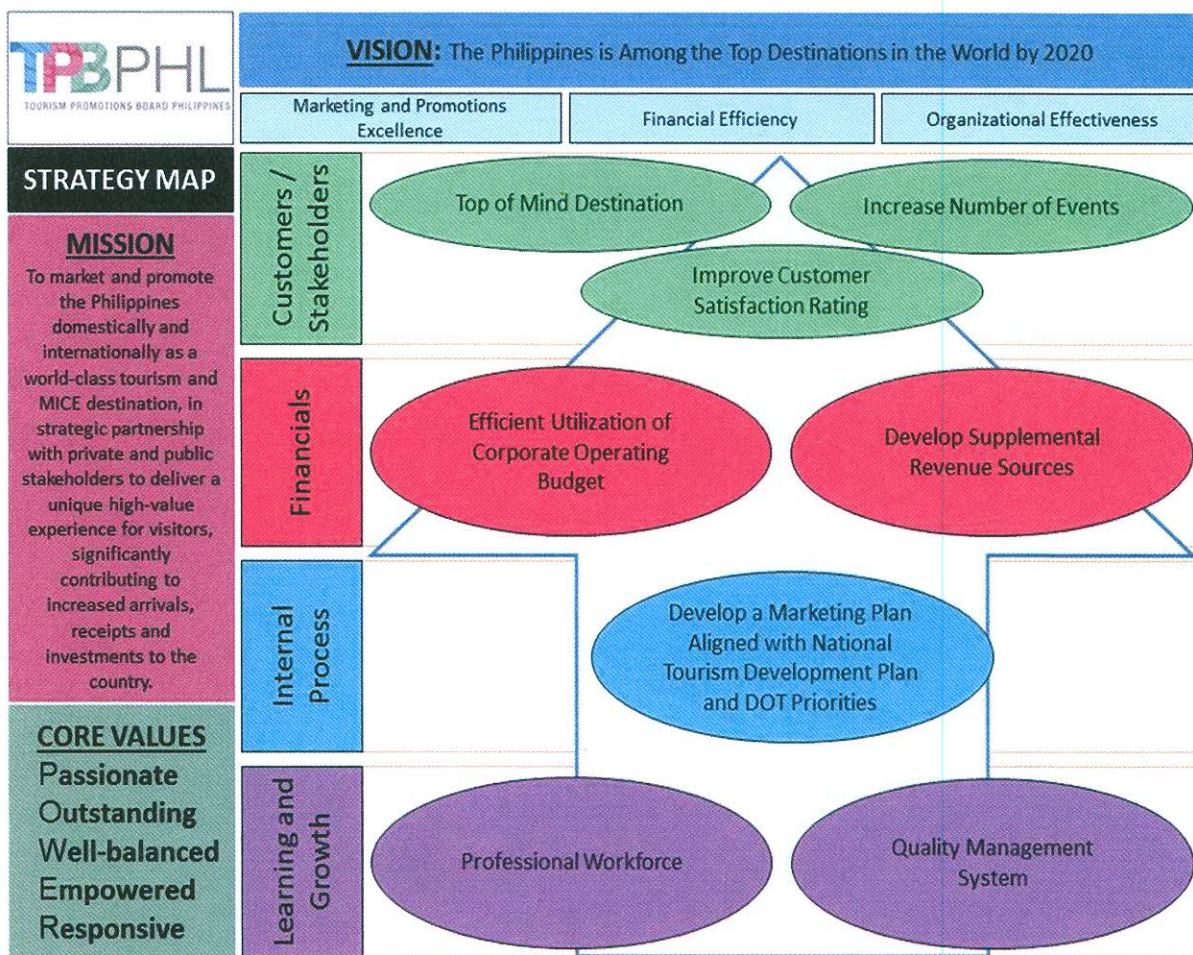 TPBPHL
TOURISM PROMOTIONS BOARD PHILIPPINES
VISION: The Philippines is Among the Top Destinations in the World by 2020
Marketing and Promotions
Excellence
Financial Efficiency
Organizational Effectiveness
STRATEGY MAP
MISSION
To market and promote
the Philippines
domestically and
internationally as a
world-class tourism and
MICE destination, in
strategic partnership
with private and public
stakeholders to deliver a
unique high-value
experience for visitors,
significantly
contributing to
increased arrivals,
receipts and
investments to the
country.
CORE VALUES
Passionate
Outstanding
Well-balanced
Empowered
Responsive
Customers /
Stakeholders
Top of Mind Destination
Increase Number of Events
Improve Customer
Satisfaction Rating
Financials
Efficient Utilization of
Corporate Operating
Budget
Develop Supplemental
Revenue Sources
Internal
Process
Develop a Marketing Plan
Aligned with National
Tourism Development Plan
and DOT Priorities
Learning and
Growth
Professional Workforce
Quality Management
System